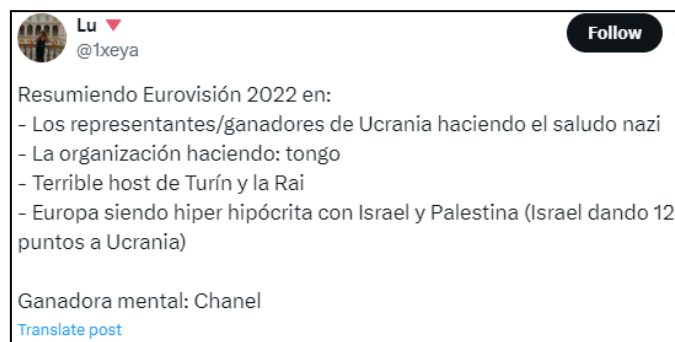 Lu 🔻
@1xeya
Follow
Resumiendo Eurovisión 2022 en:
- Los representantes/ganadores de Ucrania haciendo el saludo nazi
- La organización haciendo: tongo
- Terrible host de Turín y la Rai
- Europa siendo hiper hipócrita con Israel y Palestina (Israel dando 12
puntos a Ucrania)
Ganadora mental: Chanel
Translate post